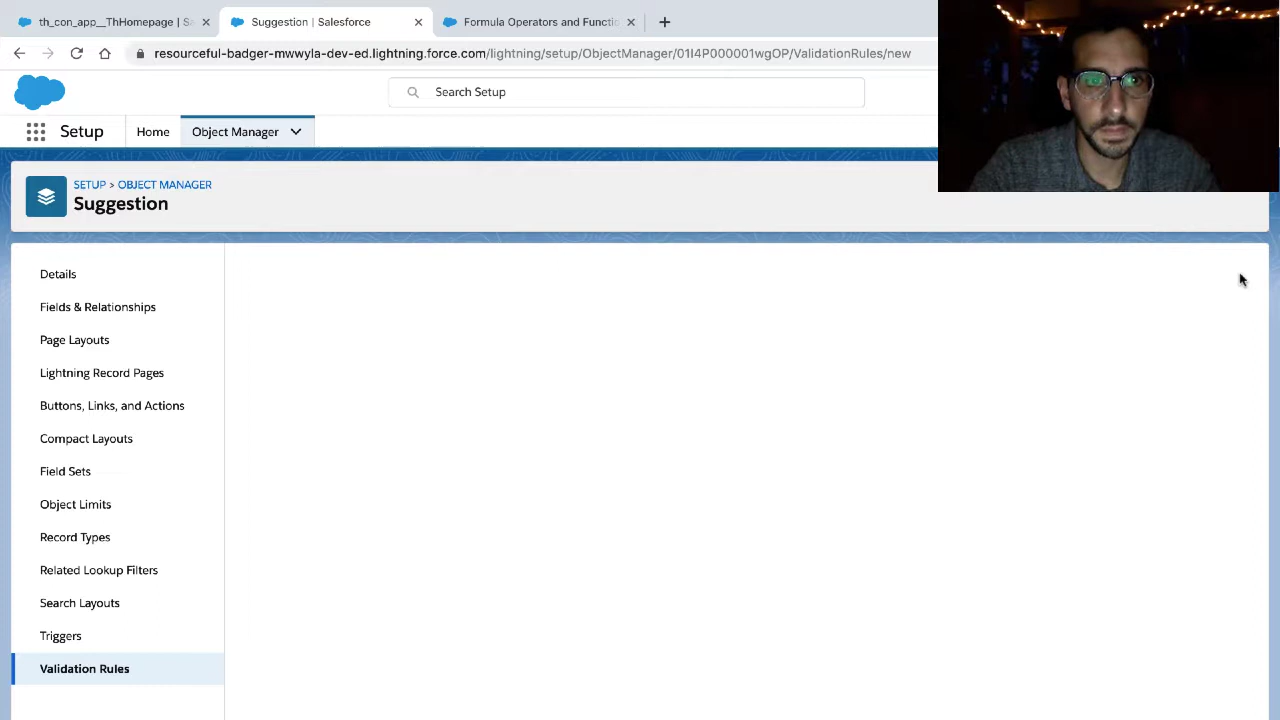 th_con_app__ThHomepage | Sa
Suggestion | Salesforce
Formula Operators and Functio
resourceful-badger-mwwyla-dev-ed.lightning.force.com/lightning/setup/ObjectManager/01I4P000001wgOP/ValidationRules/new
Search Setup
Setup
Home
Object Manager
SETUP > OBJECT MANAGER
Suggestion
Details
Fields & Relationships
Page Layouts
Lightning Record Pages
Buttons, Links, and Actions
Compact Layouts
Field Sets
Object Limits
Record Types
Related Lookup Filters
Search Layouts
Triggers
Validation Rules